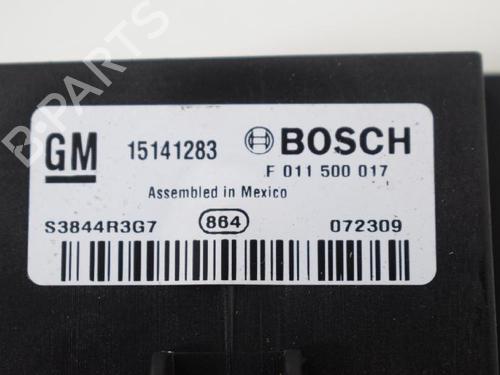 B-PARTS
GM 15141283 BOSCH
F 011 500 017
Assembled in Mexico
S3844R3G7 864 072309